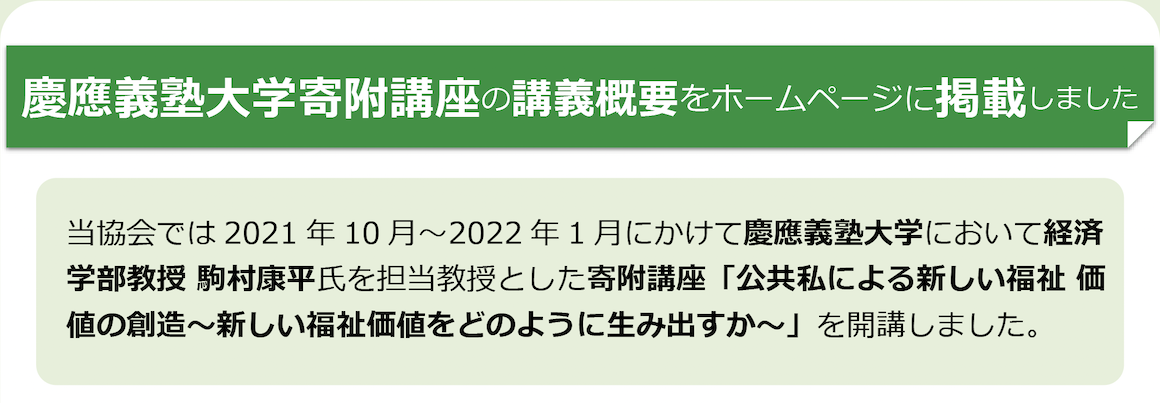 慶應義塾大学寄附講座の講義概要をホームページに掲載しました
当協会では 2021 年 10 月～2022 年 1 月にかけて慶應義塾大学において経済
学部教授 駒村康平氏を担当教授とした寄附講座「公共私による新しい福祉 価
値の創造～新しい福祉価値をどのように生み出すか～」を開講しました。